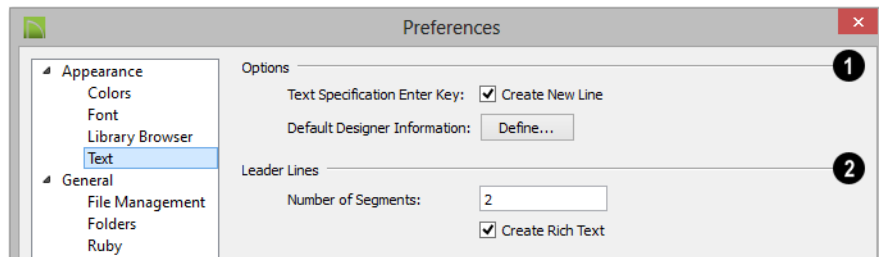 Preferences
Appearance
Colors
Font
Library Browser
Text
General
File Management
Folders
Ruby
Options 1
Text Specification Enter Key: Create New Line
Default Designer Information: Define...
Leader Lines 2
Number of Segments: 2
Create Rich Text